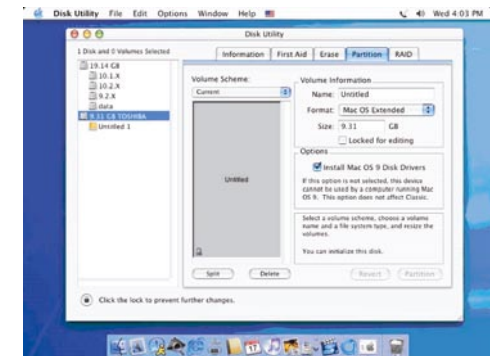 Disk Utility File Edit Options Window Help Wed 4:03 PM
Disk Utility
1 Disk and 0 Volumes Selected
Information First Aid Erase Partition RAID
19.14 GB
10.1.X
10.2.X
9.2.X
data
9.31 GB TOSHIBA
Untitled 1
Volume Scheme:
Current
Untitled
Split Delete
Volume Information
Name: Untitled
Format: Mac OS Extended
Size: 9.31 GB
Locked for editing
Options
Install Mac OS 9 Disk Drivers
If this option is not selected, this device
cannot be used by a computer running Mac
OS 9. This option does not affect Classic.
Select a volume scheme, choose a volume
name and a file system type, and resize the
volumes.
You can initialize this disk.
Revert Partition
Click the lock to prevent further changes.
17